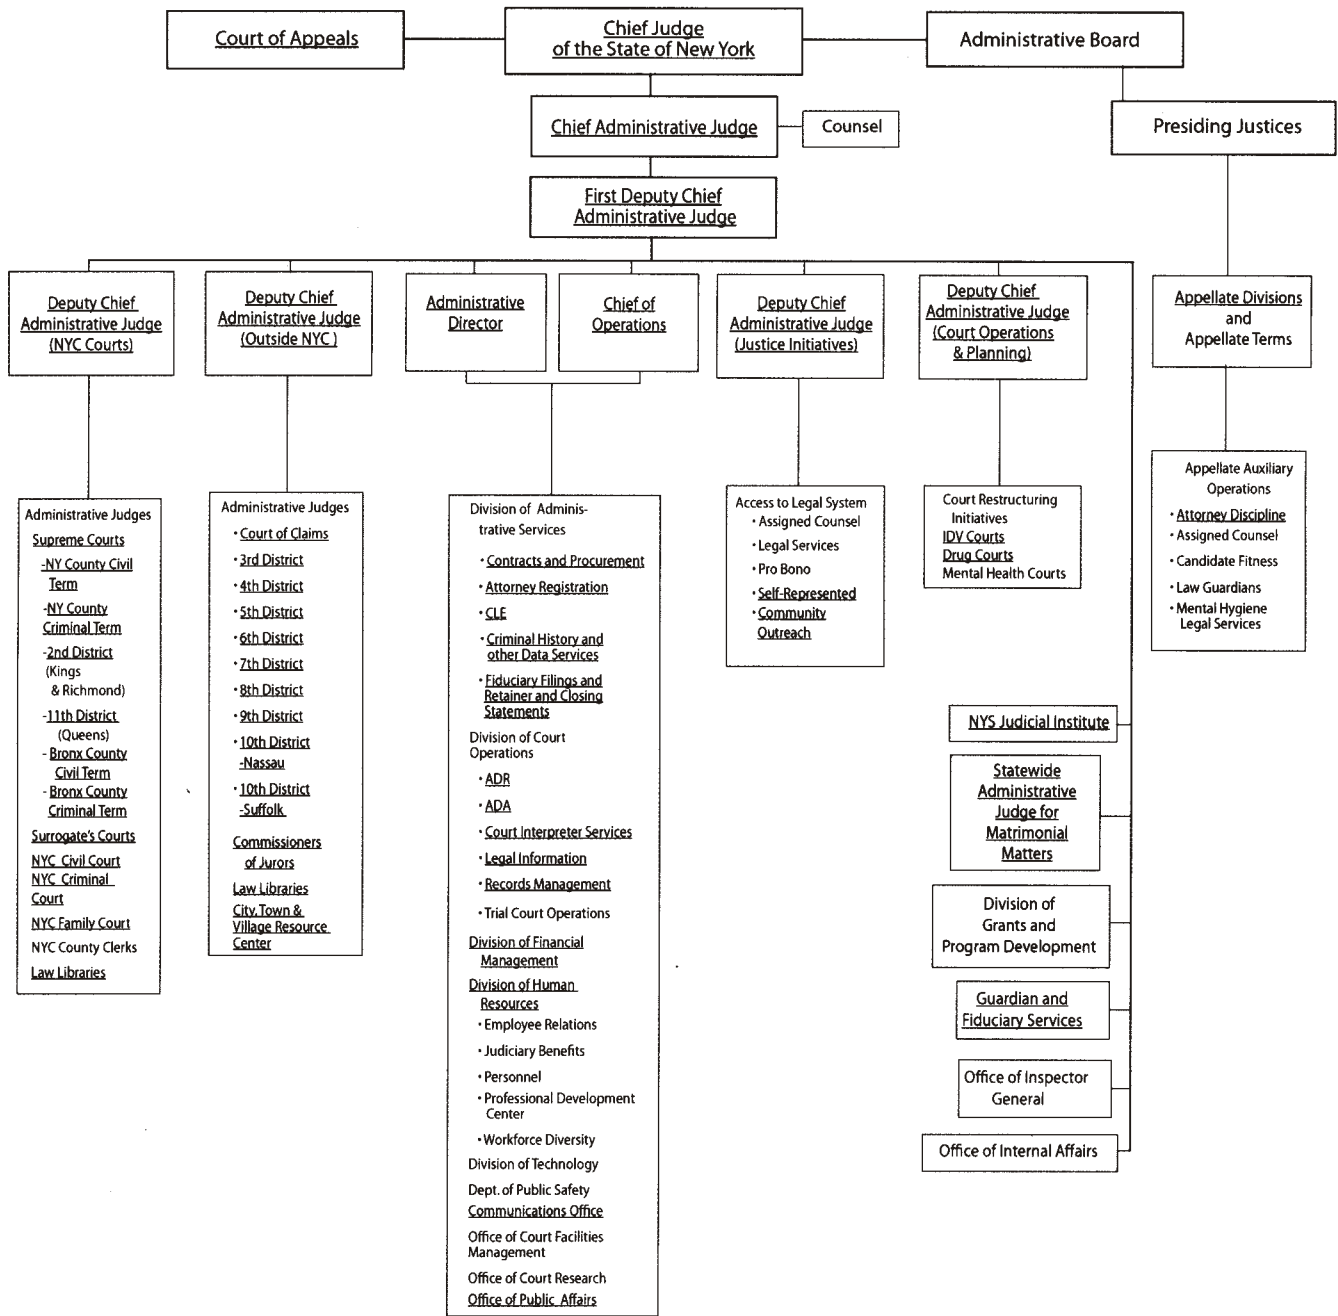 Court of Appeals
Chief Judge
of the State of New York
Administrative Board
Chief Administrative Judge
Counsel
Presiding Justices
First Deputy Chief
Administrative Judge
Deputy Chief
Administrative Judge
(NYC Courts)
Deputy Chief
Administrative Judge
(Outside NYC )
Administrative
Director
Chief of
Operations
Deputy Chief
Administrative Judge
(Justice Initiatives)
Deputy Chief
Administrative Judge
(Court Operations
& Planning)
Appellate Divisions
and
Appellate Terms
Administrative Judges
Supreme Courts
-NY County Civil
Term
-NY County
Criminal Term
-2nd District
(Kings
& Richmond)
-11th District
(Queens)
- Bronx County
Civil Term
- Bronx County
Criminal Term
Surrogate's Courts
NYC Civil Court
NYC Criminal
Court
NYC Family Court
NYC County Clerks
Law Libraries
Administrative Judges
• Court of Claims
• 3rd District
• 4th District
• 5th District
• 6th District
• 7th District
• 8th District
• 9th District
• 10th District
-Nassau
• 10th District
-Suffolk
Commissioners
of Jurors
Law Libraries
City, Town &
Village Resource
Center
Division of Adminis-
trative Services
• Contracts and Procurement
• Attorney Registration
• CLE
• Criminal History and
other Data Services
• Fiduciary Filings and
Retainer and Closing
Statements
Division of Court
Operations
• ADR
• ADA
• Court Interpreter Services
• Legal Information
• Records Management
• Trial Court Operations
Division of Financial
Management
Division of Human
Resources
• Employee Relations
• Judiciary Benefits
• Personnel
• Professional Development
Center
• Workforce Diversity
Division of Technology
Dept. of Public Safety
Communications Office
Office of Court Facilities
Management
Office of Court Research
Office of Public Affairs
Access to Legal System
• Assigned Counsel
• Legal Services
• Pro Bono
• Self-Represented
• Community
Outreach
Court Restructuring
Initiatives
IDV Courts
Drug Courts
Mental Health Courts
Appellate Auxiliary
Operations
• Attorney Discipline
• Assigned Counsel
• Candidate Fitness
• Law Guardians
• Mental Hygiene
Legal Services
NYS Judicial Institute
Statewide
Administrative
Judge for
Matrimonial
Matters
Division of
Grants and
Program Development
Guardian and
Fiduciary Services
Office of Inspector
General
Office of Internal Affairs